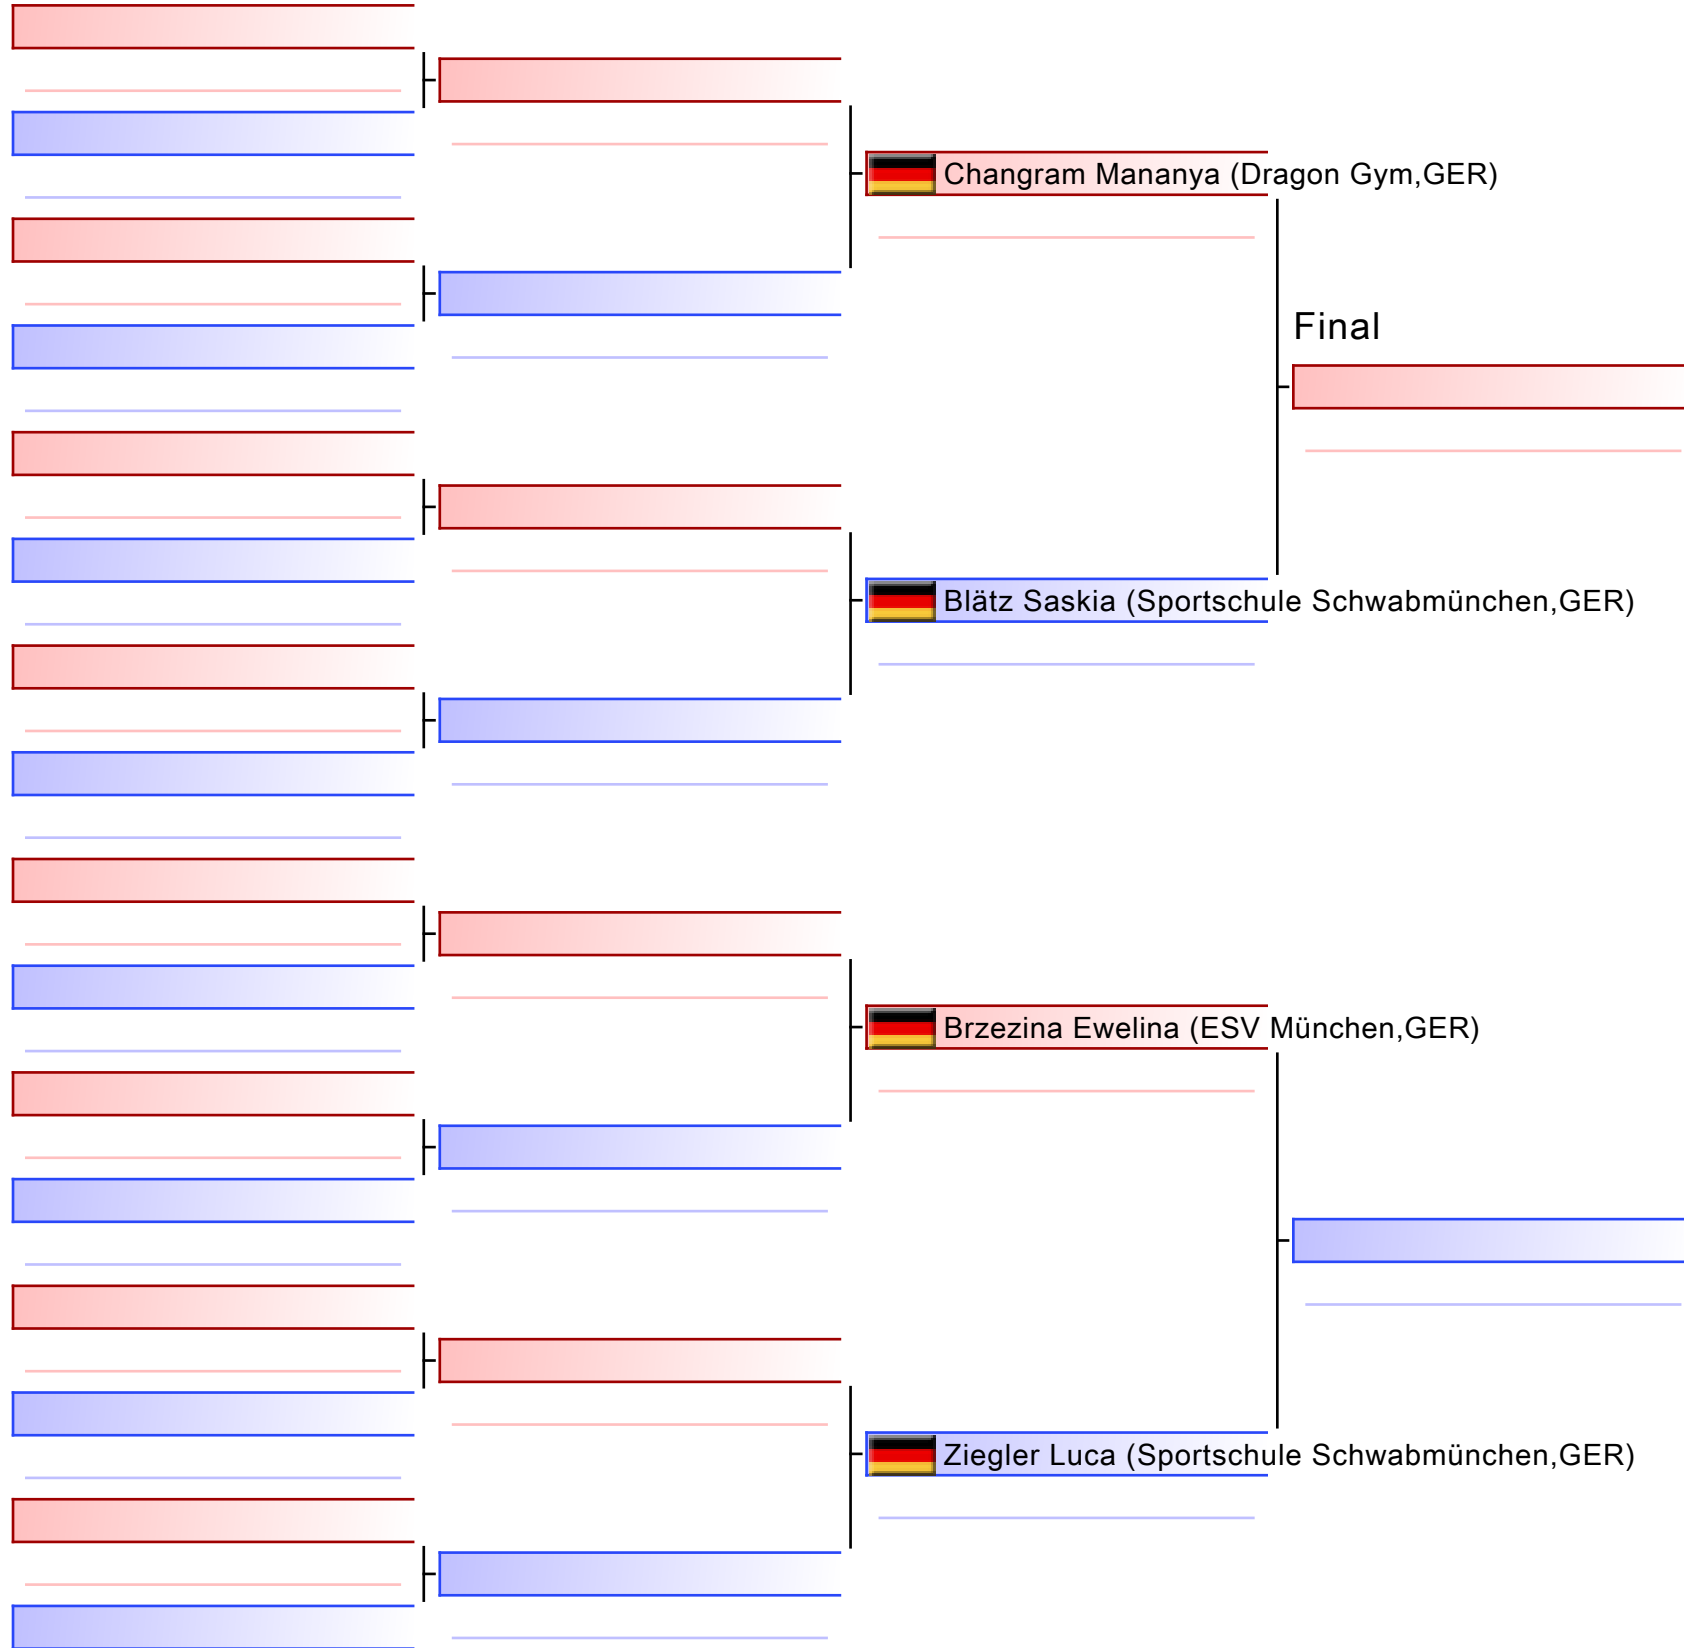 Changram Mananya (Dragon Gym,GER)
Final
Blätz Saskia (Sportschule Schwabmünchen,GER)
Brzezina Ewelina (ESV München,GER)
Ziegler Luca (Sportschule Schwabmünchen,GER)